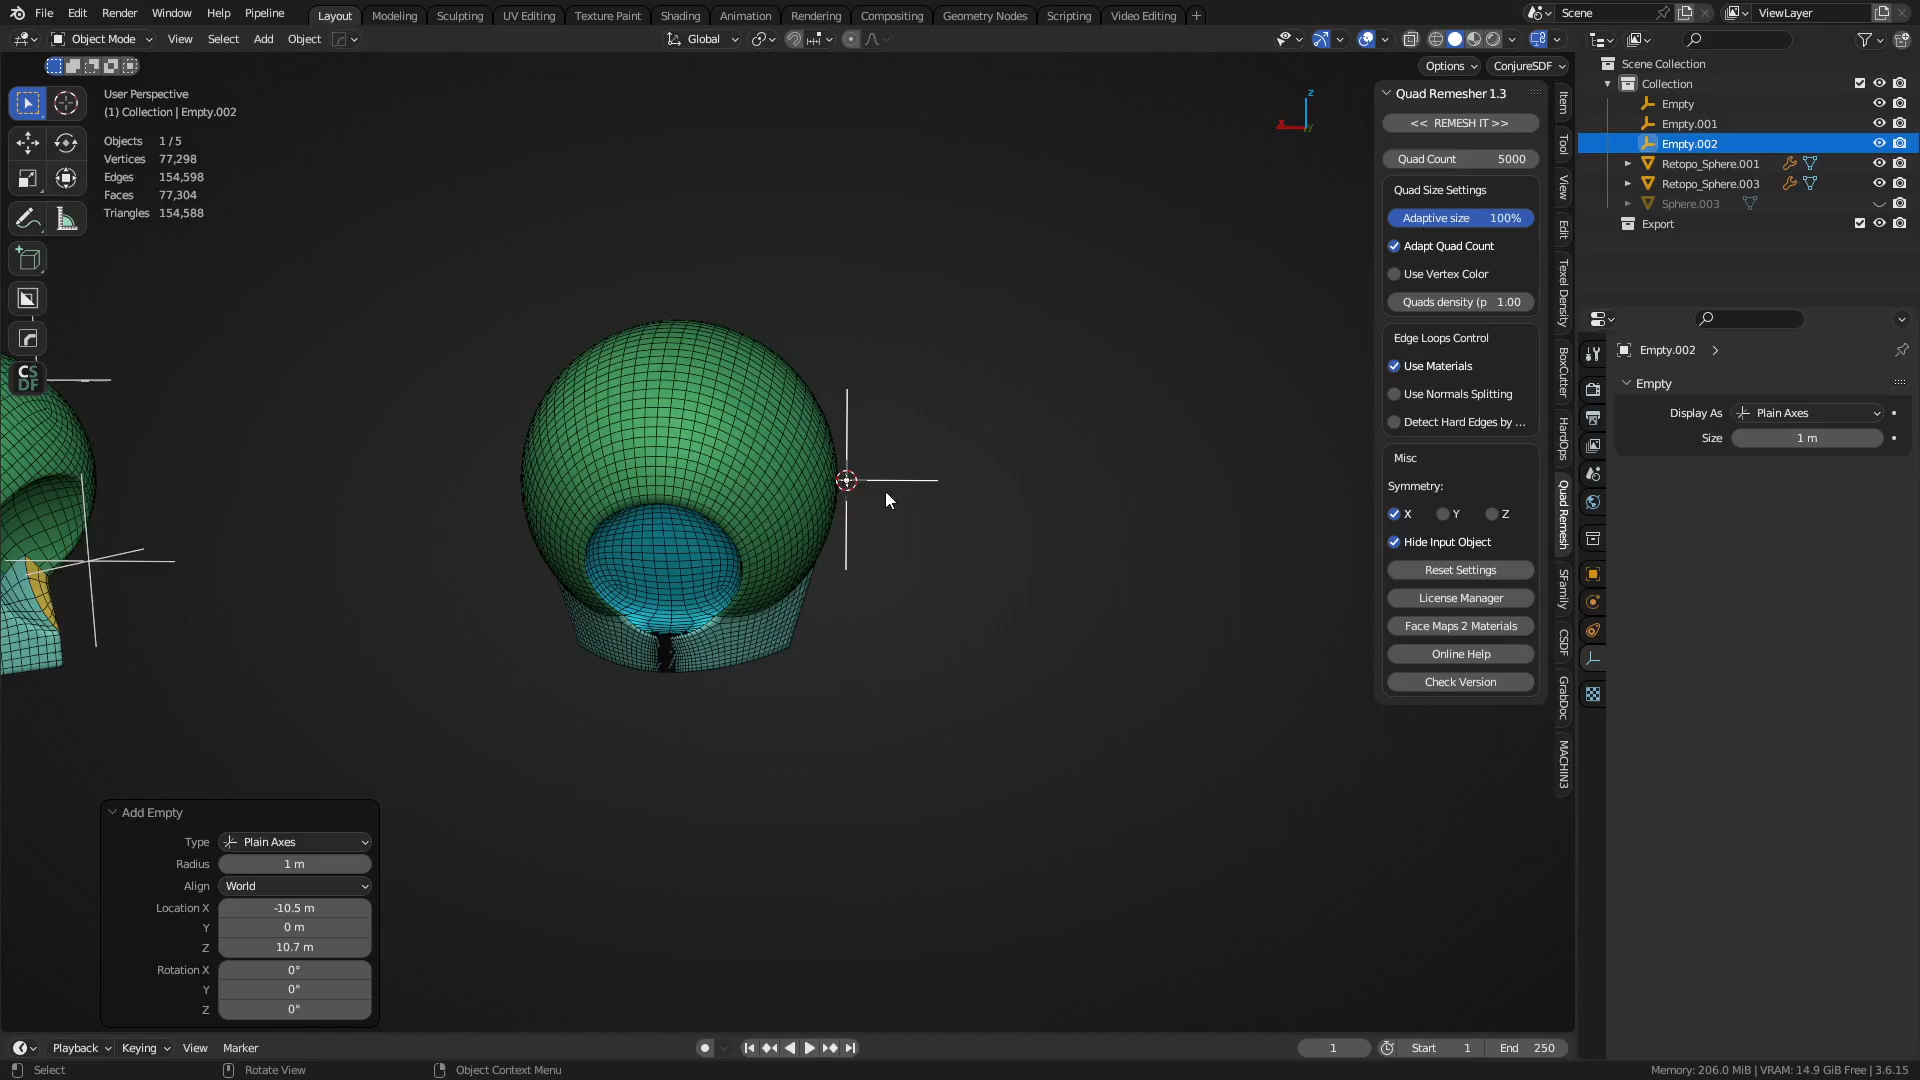 File Edit Render Window Help Pipeline Layout Modeling Sculpting UV Editing Texture Paint Shading Animation Rendering Compositing Geometry Nodes Scripting Video Editing + Scene ViewLayer
Object Mode View Select Add Object Global
Options ConjureSDF
User Perspective
(1) Collection | Empty.002
Objects 1 / 5
Vertices 77,298
Edges 154,598
Faces 77,304
Triangles 154,588
CS
DF
Z
X
Y
Quad Remesher 1.3
<< REMESH IT >>
Quad Count 5000
Quad Size Settings
Adaptive size 100%
Adapt Quad Count
Use Vertex Color
Quads density (p 1.00
Edge Loops Control
Use Materials
Use Normals Splitting
Detect Hard Edges by ...
Misc
Symmetry:
X Y Z
Hide Input Object
Reset Settings
License Manager
Face Maps 2 Materials
Online Help
Check Version
Item
Tool
View
Edit
Texel Density
BoxCutter
HardOps
Quad Remesh
SFamily
CSDF
GrabDoc
MACHIN3
Scene Collection
Collection
Empty
Empty.001
Empty.002
Retopo_Sphere.001
Retopo_Sphere.003
Sphere.003
Export
Empty.002
Empty
Display As Plain Axes
Size 1 m
Add Empty
Type Plain Axes
Radius 1 m
Align World
Location X -10.5 m
Y 0 m
Z 10.7 m
Rotation X 0°
Y 0°
Z 0°
Playback Keying View Marker 1 Start 1 End 250
Select Rotate View Object Context Menu Memory: 206.0 MiB | VRAM: 14.9 GiB Free | 3.6.15